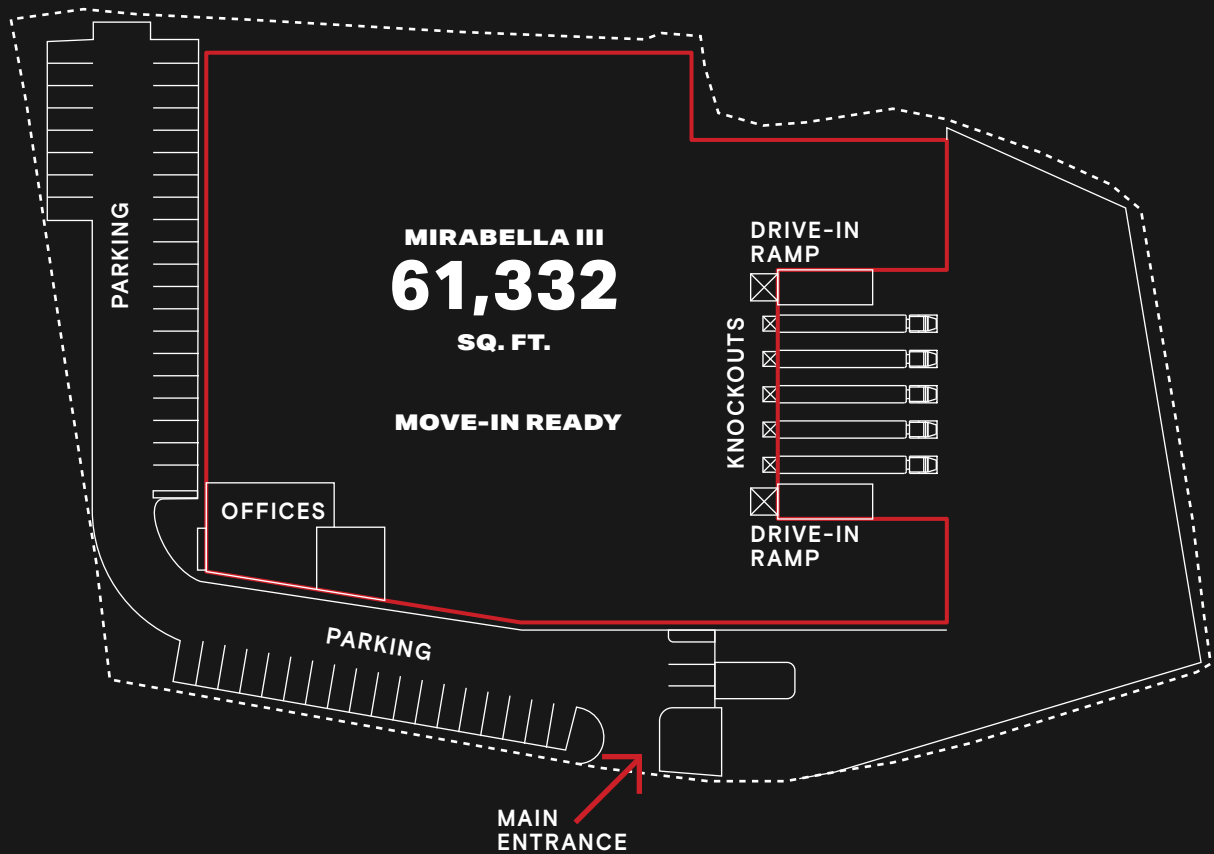 PARKING
MIRABELLA III
61,332
SQ. FT.
MOVE-IN READY
DRIVE-IN
RAMP
KNOCKOUTS
OFFICES
DRIVE-IN
RAMP
PARKING
MAIN
ENTRANCE